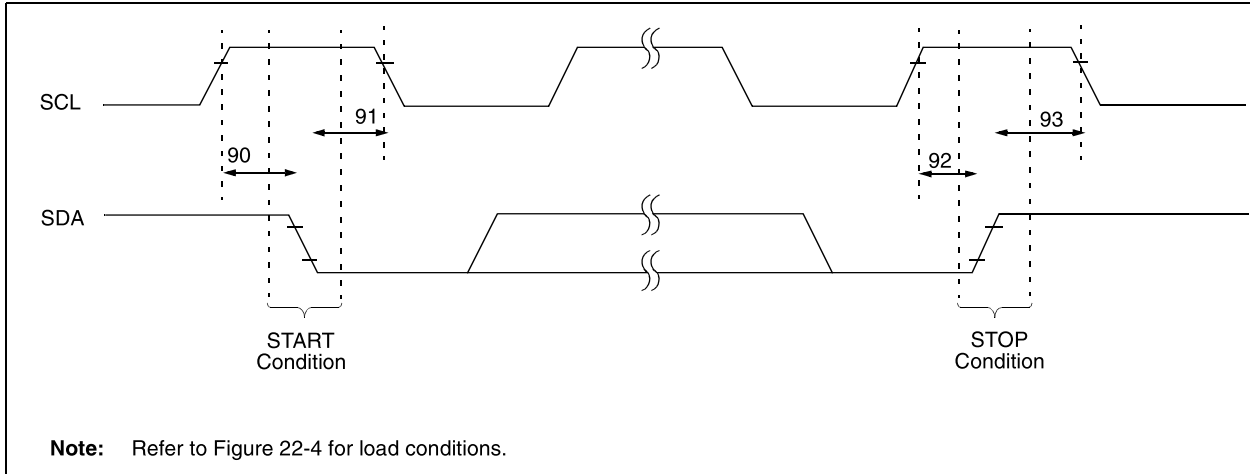 SCL
91
93
90
92
SDA
START
Condition
STOP
Condition
Note: Refer to Figure 22-4 for load conditions.